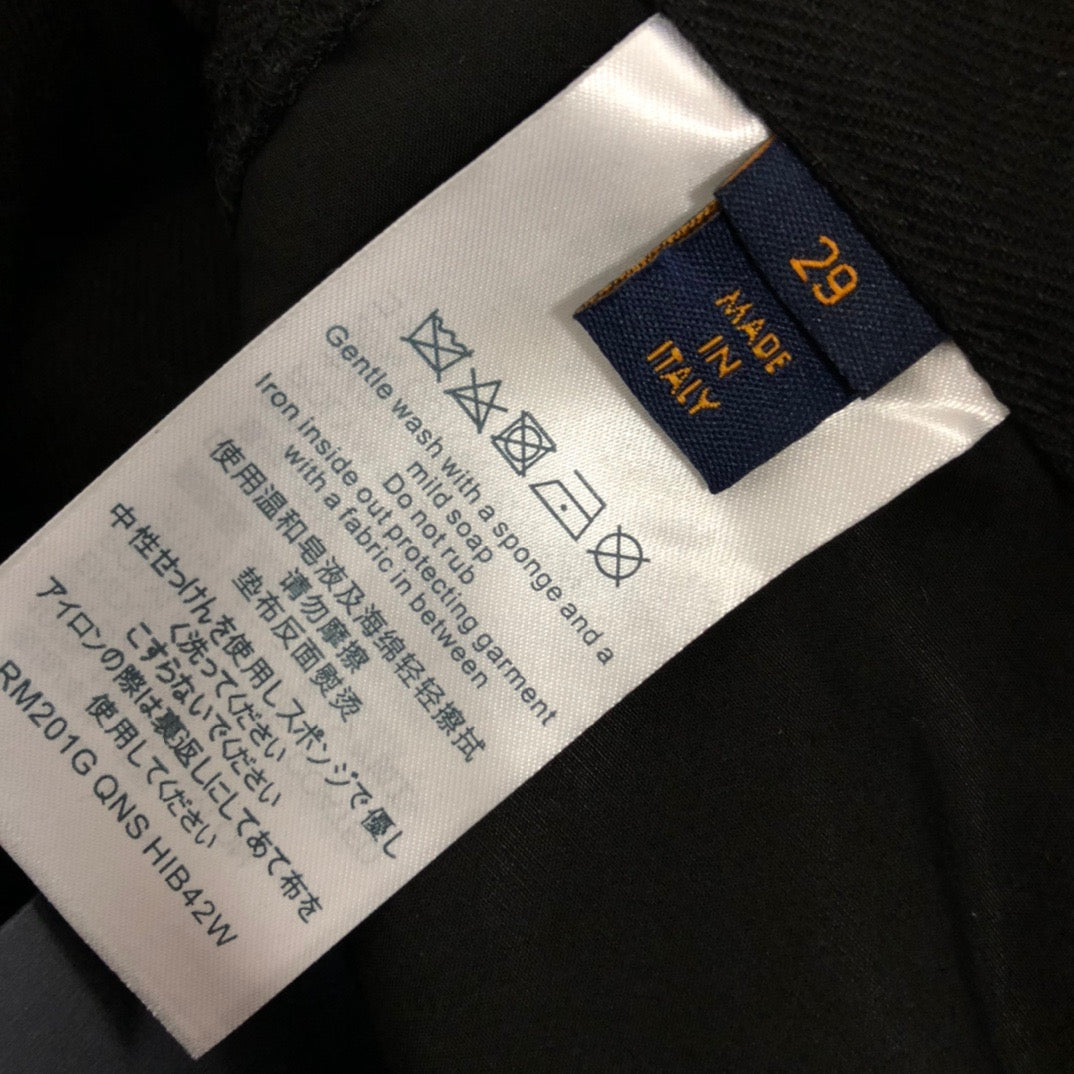 29
MADE
IN
ITALY
Gentle wash with a sponge and a
mild soap
Do not rub
Iron inside out protecting garment
with a fabric in between
使用温和皂液及海绵轻轻擦拭
请勿摩擦
垫布反面熨烫
中性せっけんを使用しスポンジで優し
く洗ってください
こすらないでください
アイロンの際は裏返しにしてあて布を
使用してください
RM201G QNS HIB42W